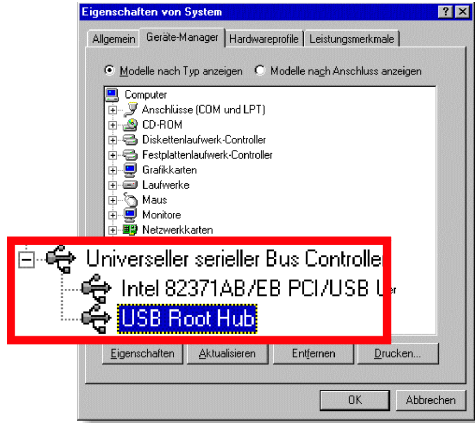 Eigenschaften von System
Allgemein Geräte-Manager Hardwareprofile Leistungsmerkmale
Modelle nach Typ anzeigen Modelle nach Anschluss anzeigen
Computer
Anschlüsse (COM und LPT)
CD-ROM
Diskettenlaufwerk-Controller
Festplattenlaufwerk-Controller
Grafikkarten
Laufwerke
Maus
Monitore
Netzwerkkarten
Universeller serieller Bus Controlle
Intel 82371AB/EB PCI/USB
USB Root Hub
Eigenschaften Aktualisieren Entfernen Drucken...
OK Abbrechen